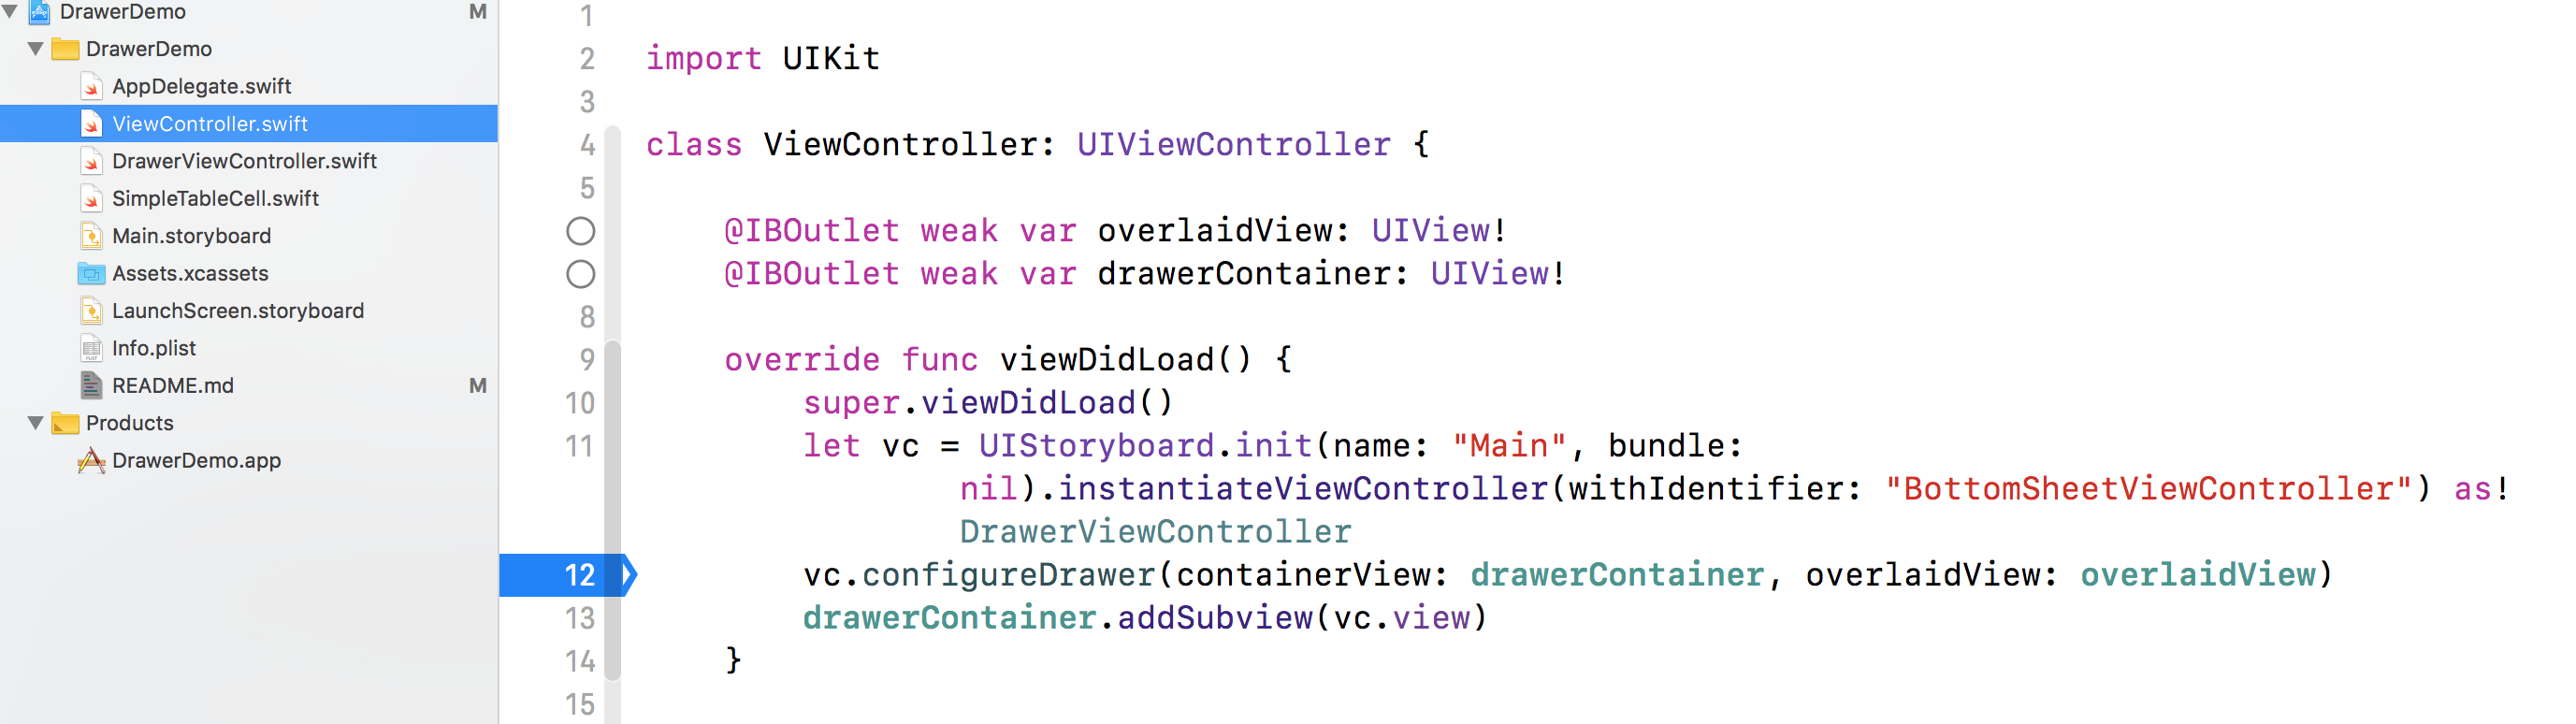 DrawerDemo M
DrawerDemo
AppDelegate.swift
ViewController.swift
DrawerViewController.swift
SimpleTableCell.swift
Main.storyboard
Assets.xcassets
LaunchScreen.storyboard
Info.plist
README.md M
Products
DrawerDemo.app
1
2 import UIKit
3
4 class ViewController: UIViewController {
5
@IBOutlet weak var overlaidView: UIView!
@IBOutlet weak var drawerContainer: UIView!
8
9 override func viewDidLoad() {
10 super.viewDidLoad()
11 let vc = UIStoryboard.init(name: "Main", bundle:
nil).instantiateViewController(withIdentifier: "BottomSheetViewController") as!
DrawerViewController
12 vc.configureDrawer(containerView: drawerContainer, overlaidView: overlaidView)
13 drawerContainer.addSubview(vc.view)
14 }
15